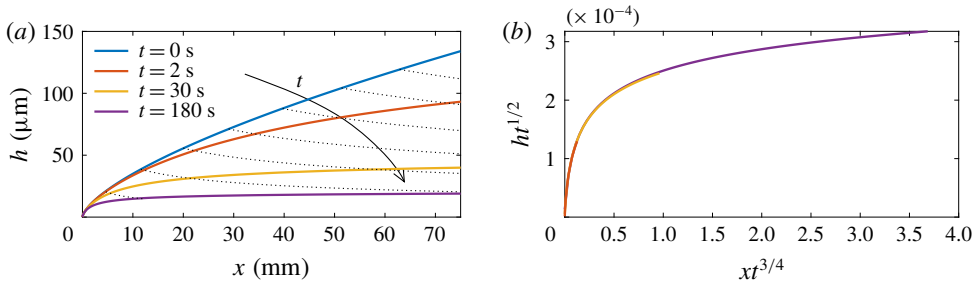 (a)
150
100
50
h (μm)
t = 0 s
t = 2 s
t = 30 s
t = 180 s
t
0 10 20 30 40 50 60 70
x (mm)
(b)
(× 10⁻⁴)
3
2
1
ht^{1/2}
0 0.5 1.0 1.5 2.0 2.5 3.0 3.5 4.0
xt^{3/4}